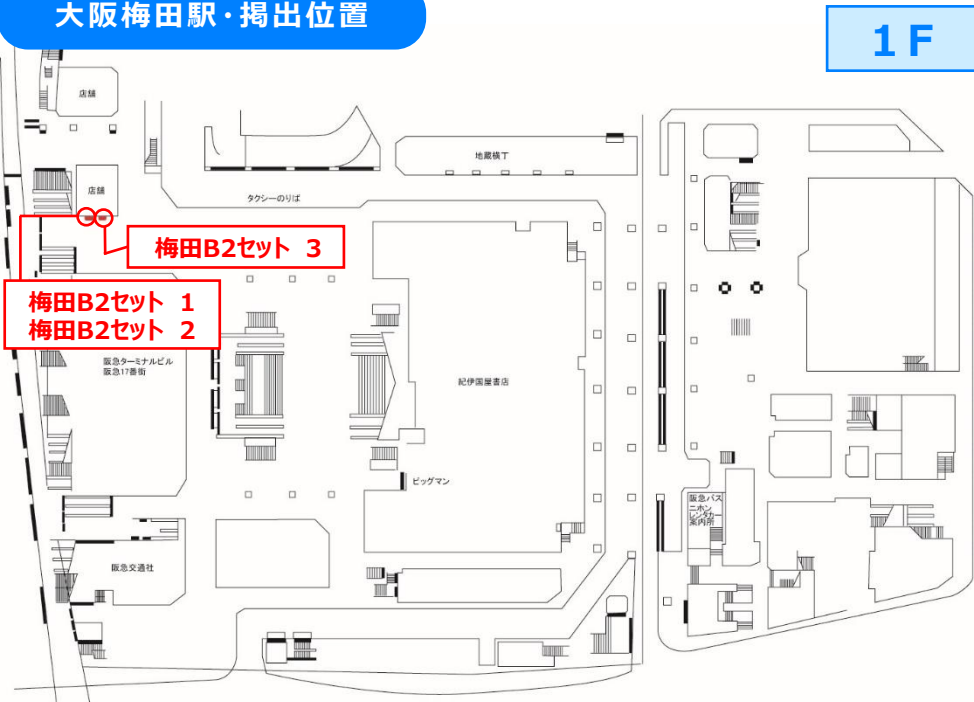 大阪梅田駅･掲出位置
1F
店舗
地蔵横丁
店舗
タクシーのりば
梅田B2セット 3
梅田B2セット 1
梅田B2セット 2
阪急ターミナルビル
阪急17番街
紀伊国屋書店
ビッグマン
阪急バス
ニホン
レンタカー
案内所
阪急交通社